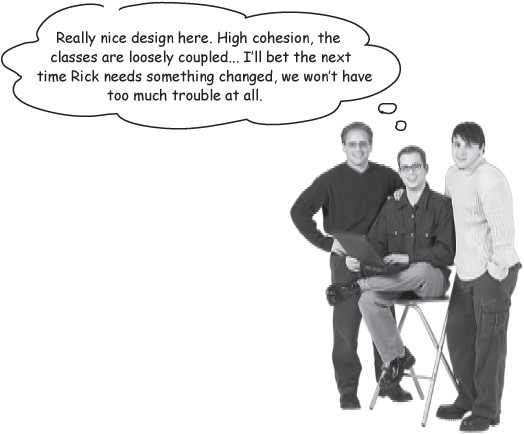 Really nice design here. High cohesion, the
classes are loosely coupled... I'll bet the next
time Rick needs something changed, we won't have
too much trouble at all.